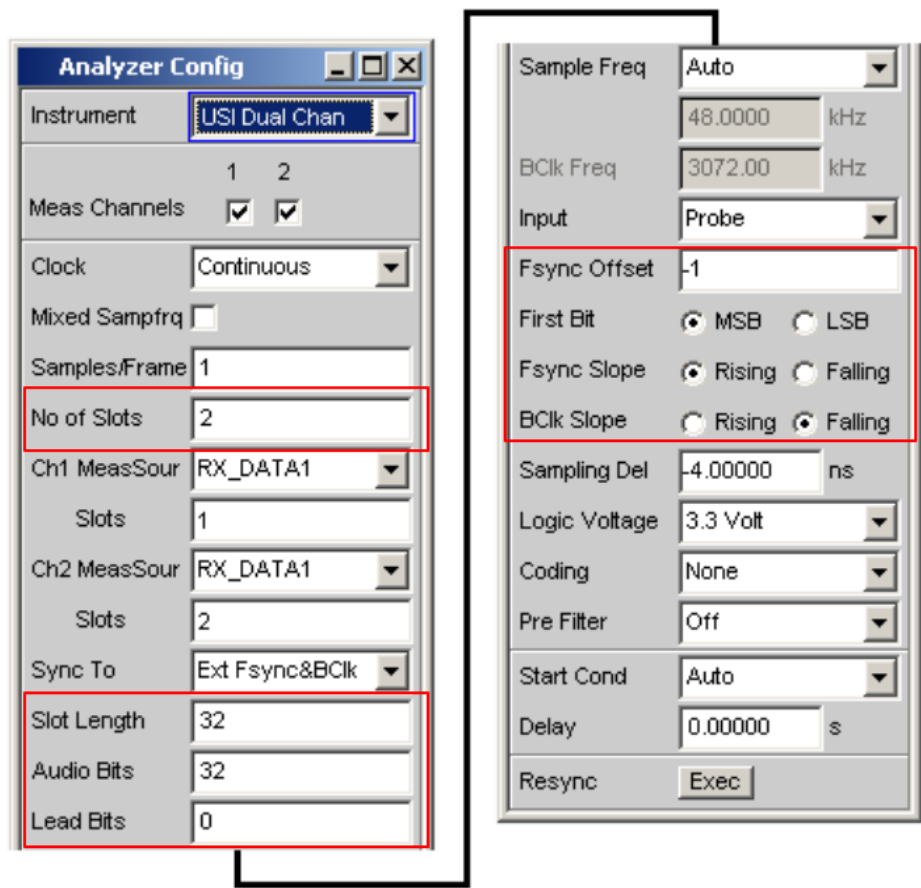 Analyzer Config
Instrument USI Dual Chan
1 2
Meas Channels
Clock Continuous
Mixed Sampfrq
Samples/Frame 1
No of Slots 2
Ch1 MeasSour RX_DATA1
Slots 1
Ch2 MeasSour RX_DATA1
Slots 2
Sync To Ext Fsync&BClk
Slot Length 32
Audio Bits 32
Lead Bits 0
Sample Freq Auto
48.0000 kHz
BClk Freq 3072.00 kHz
Input Probe
Fsync Offset -1
First Bit MSB LSB
Fsync Slope Rising Falling
BClk Slope Rising Falling
Sampling Del -4.00000 ns
Logic Voltage 3.3 Volt
Coding None
Pre Filter Off
Start Cond Auto
Delay 0.00000 s
Resync Exec